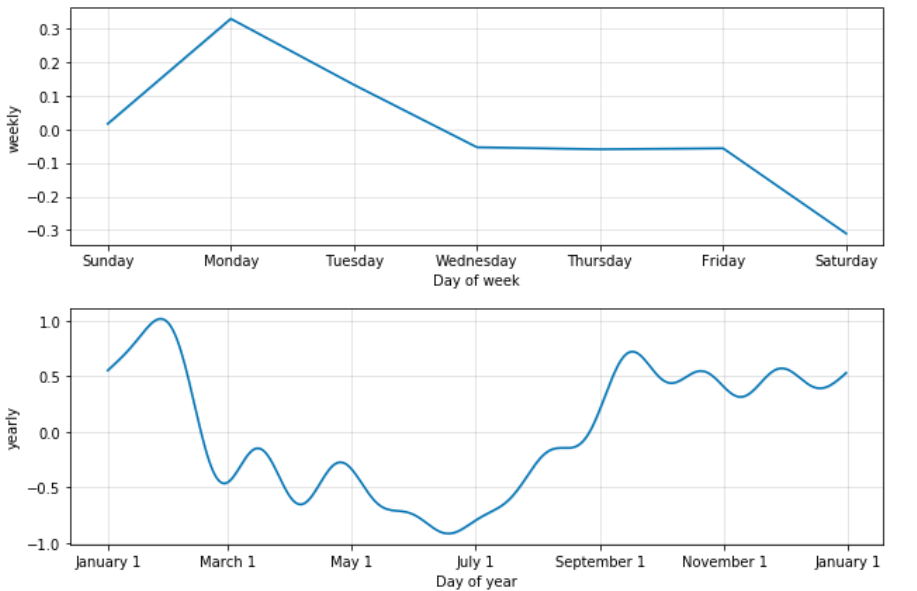 0.3
0.2
0.1
0.0
−0.1
−0.2
−0.3
weekly
Sunday Monday Tuesday Wednesday Thursday Friday Saturday
Day of week
1.0
0.5
0.0
−0.5
−1.0
yearly
January 1 March 1 May 1 July 1 September 1 November 1 January 1
Day of year